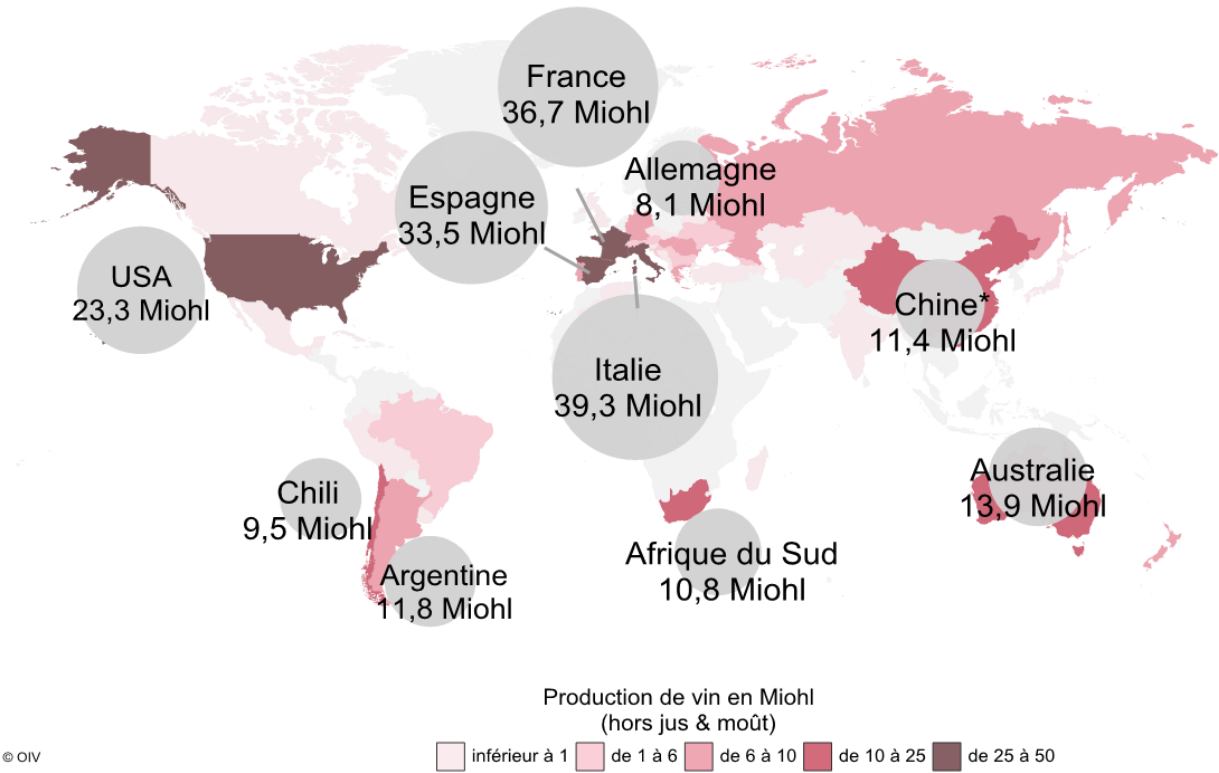 France
36,7 Miohl
Allemagne
8,1 Miohl
Espagne
33,5 Miohl
USA
23,3 Miohl
Chine*
11,4 Miohl
Italie
39,3 Miohl
Australie
13,9 Miohl
Chili
9,5 Miohl
Afrique du Sud
10,8 Miohl
Argentine
11,8 Miohl
Production de vin en Miohl
(hors jus & moût)
© OIV
inférieur à 1 de 1 à 6 de 6 à 10 de 10 à 25 de 25 à 50